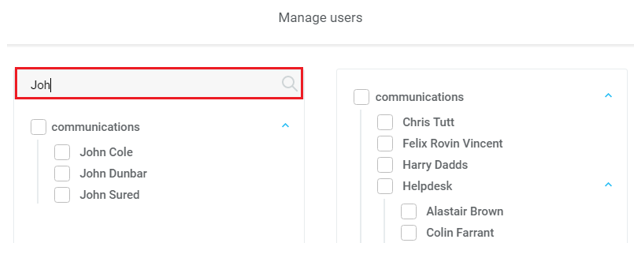 Manage users
Joh
communications
John Cole
John Dunbar
John Sured
communications
Chris Tutt
Felix Rovin Vincent
Harry Dadds
Helpdesk
Alastair Brown
Colin Farrant